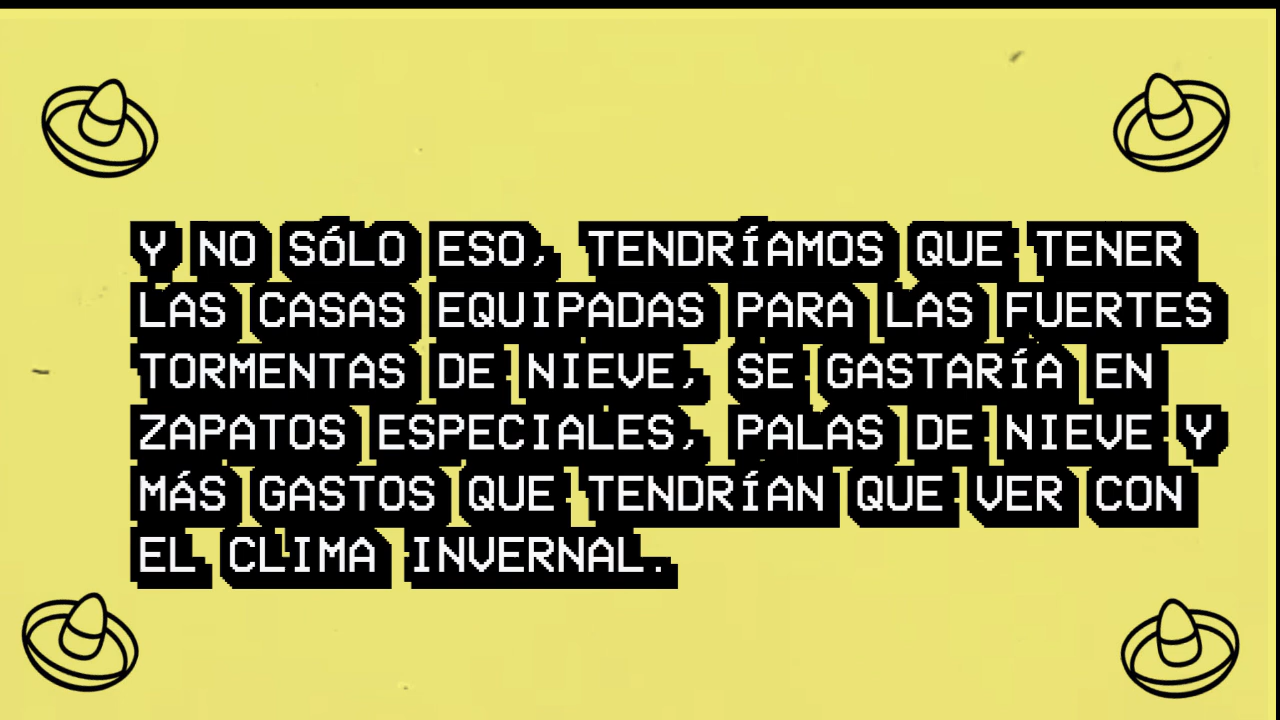 Y NO SÓLO ESO, TENDRÍAMOS QUE TENER
LAS CASAS EQUIPADAS PARA LAS FUERTES
TORMENTAS DE NIEVE, SE GASTARÍA EN
ZAPATOS ESPECIALES, PALAS DE NIEVE Y
MÁS GASTOS QUE TENDRÍAN QUE VER CON
EL CLIMA INVERNAL.